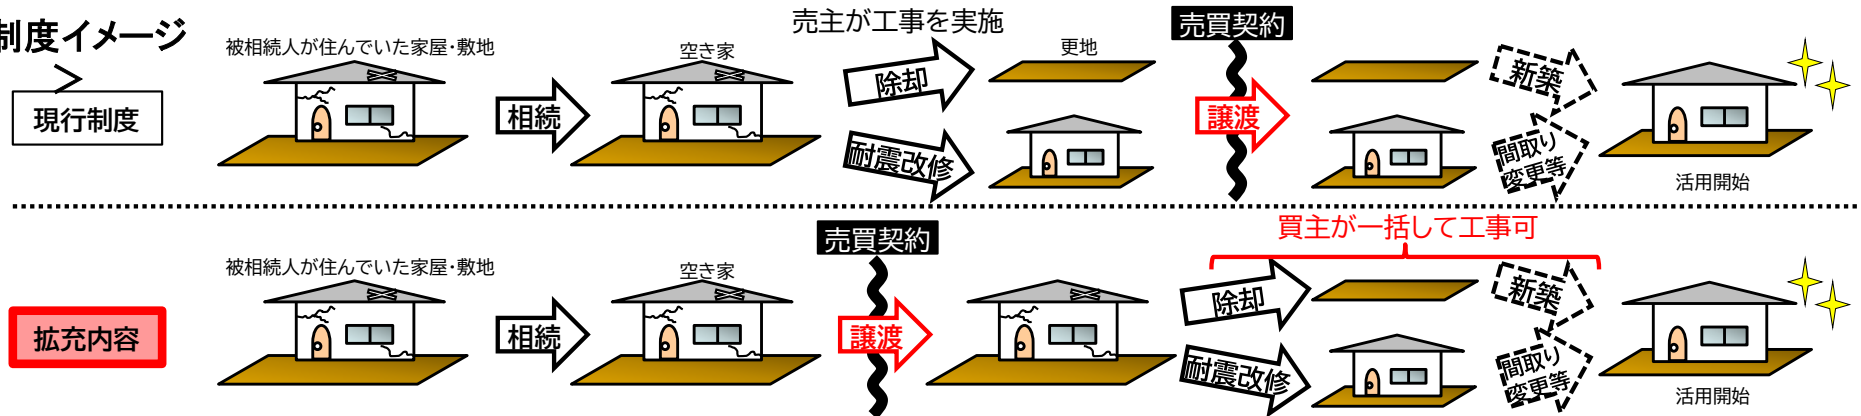 制度イメージ
現行制度
被相続人が住んでいた家屋・敷地
相続
空き家
売主が工事を実施
除却
耐震改修
更地
売買契約
譲渡
新築
間取り
変更等
活用開始
拡充内容
被相続人が住んでいた家屋・敷地
相続
空き家
売買契約
譲渡
買主が一括して工事可
除却
耐震改修
新築
間取り
変更等
活用開始